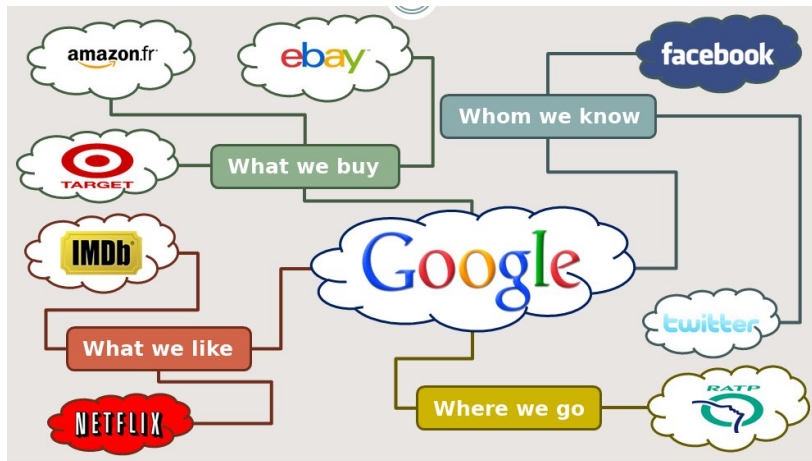 amazon.fr
ebay
facebook
Whom we know
What we buy
TARGET
IMDb
Google
twitter
What we like
RATP
Where we go
NETFLIX